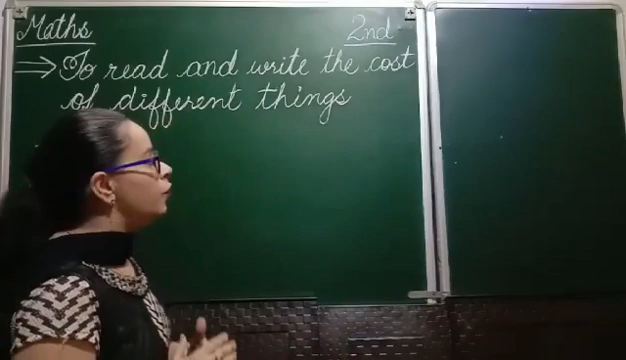 Maths 2nd
⇒ To read and write the cost
of different things